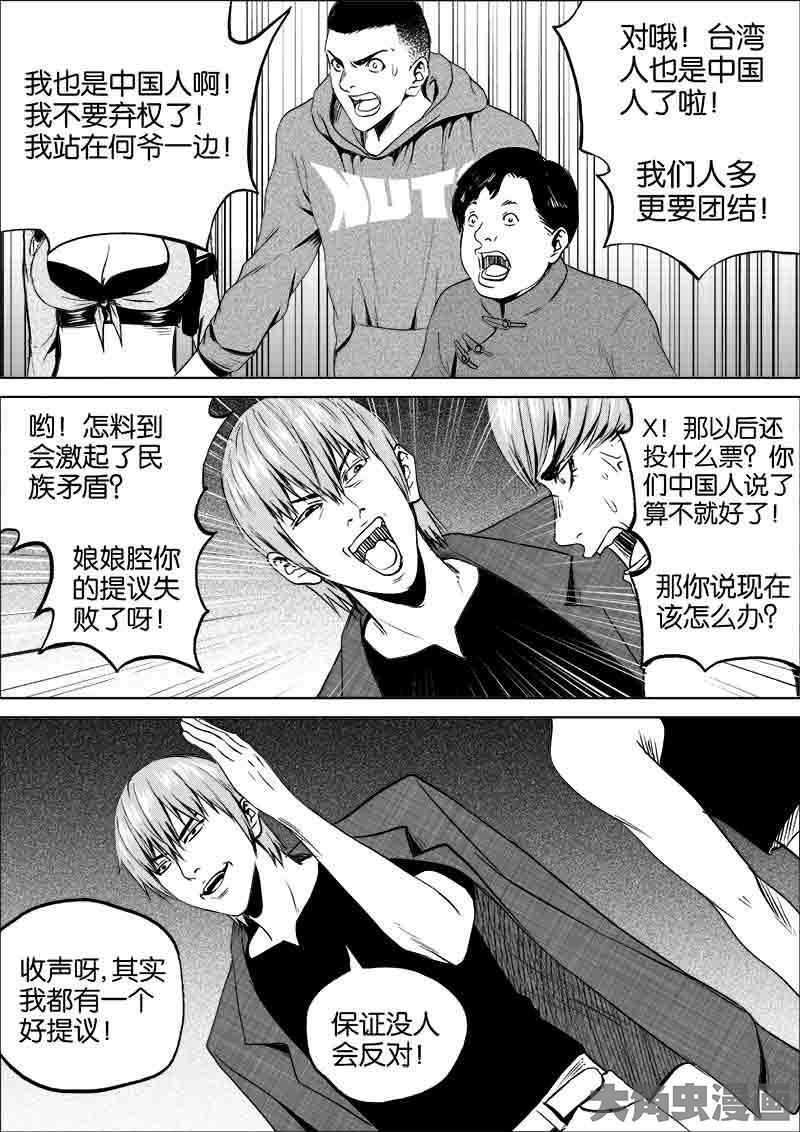 我也是中国人啊！
我不要弃权了！
我站在何爷一边！
对哦！台湾
人也是中国
人了啦！
我们人多
更要团结！
NUTS
哟！怎料到
会激起了民
族矛盾？
娘娘腔你
的提议失
败了呀！
X！那以后还
投什么票？你
们中国人说了
算不就好了！
那你说现在
该怎么办？
收声呀,其实
我都有一个
好提议！
保证没人
会反对！
大角虫漫画